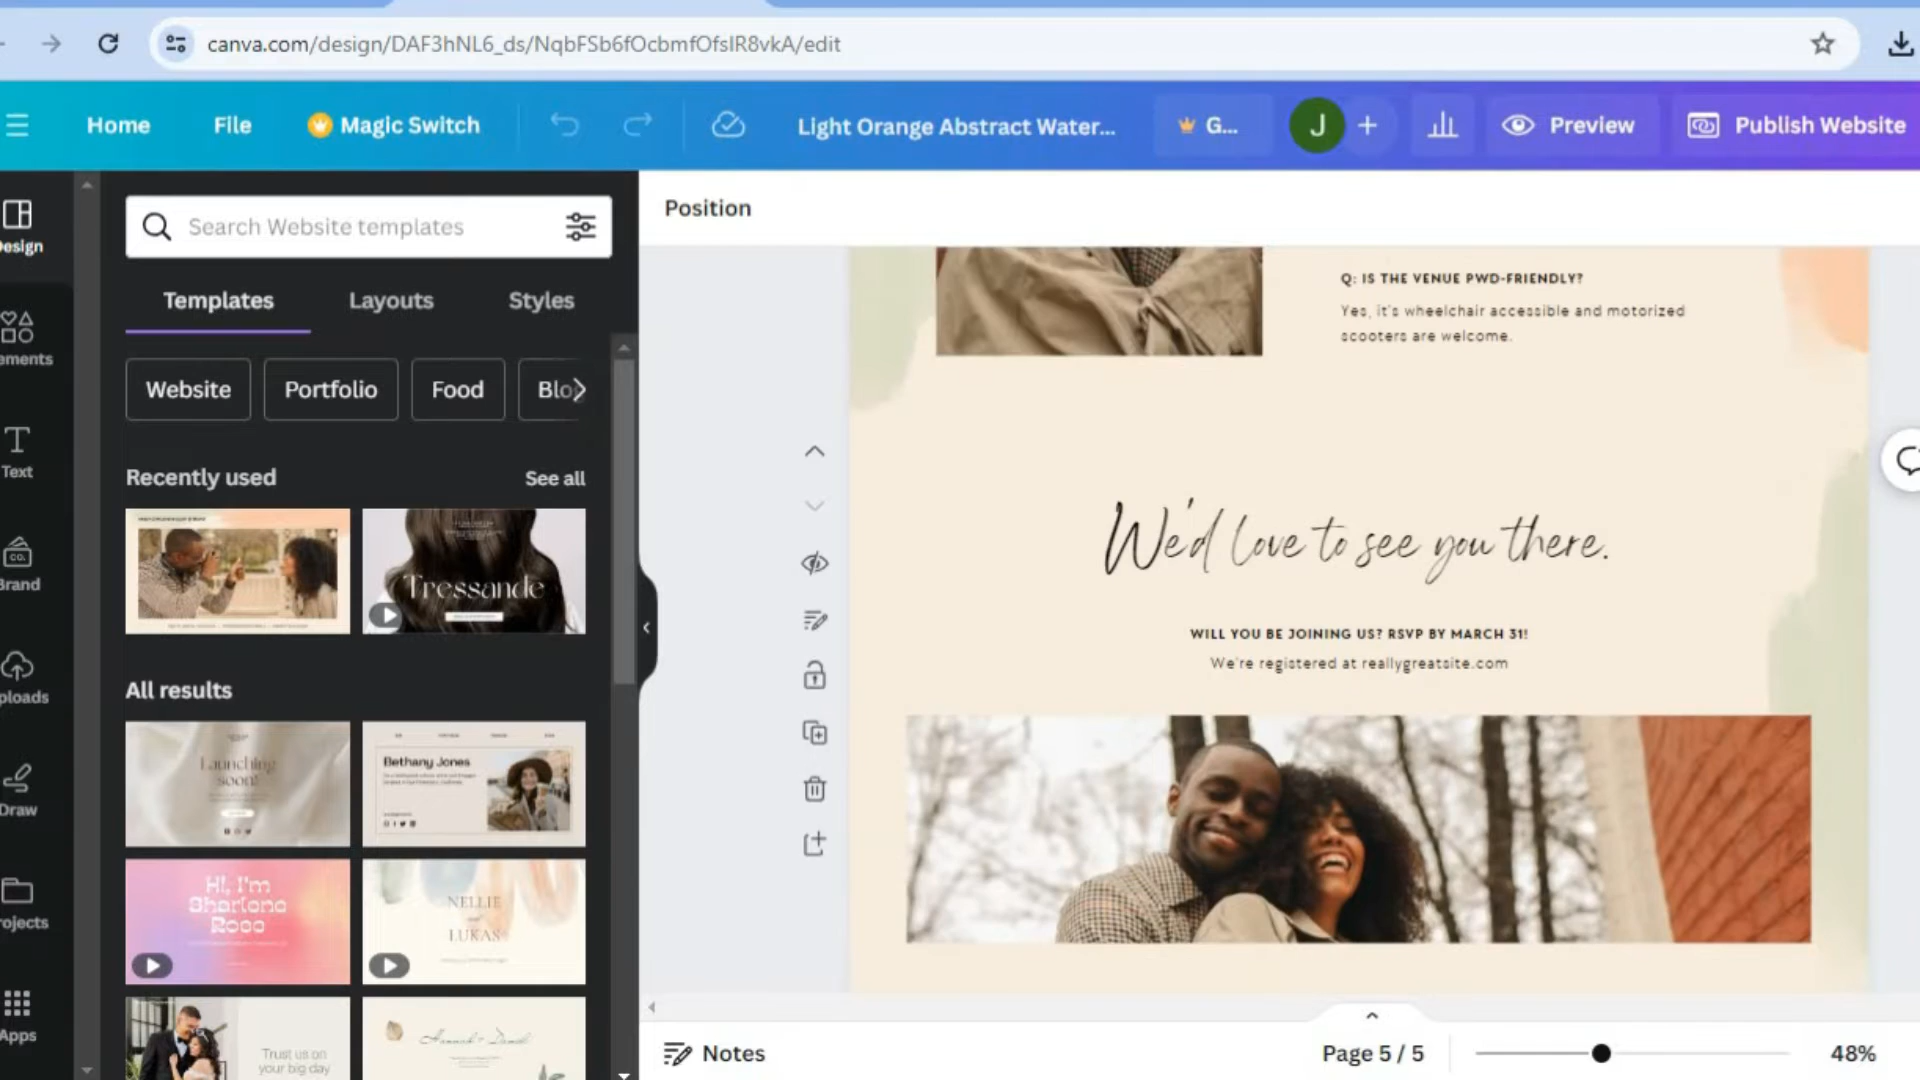 canva.com/design/DAF3hNL6_ds/NqbFSb6fOcbmfOfsIR8vkA/edit
Home
File
Magic Switch
Light Orange Abstract Water...
G...
J
Preview
Publish Website
Design
Search Website templates
Templates
Layouts
Styles
Website
Portfolio
Food
Blo
Recently used
See all
Tressande
All results
Launching
soon!
Bethany Jones
Hi, I'm
Sharlene
Rose
NELLIE
and
LUKAS
Trust us on
your big day
ements
Text
Brand
CO.
ploads
Draw
rojects
Apps
Position
Q: IS THE VENUE PWD-FRIENDLY?
Yes, it's wheelchair accessible and motorized
scooters are welcome.
We'd love to see you there.
WILL YOU BE JOINING US? RSVP BY MARCH 31!
We're registered at reallygreatsite.com
Notes
Page 5 / 5
48%